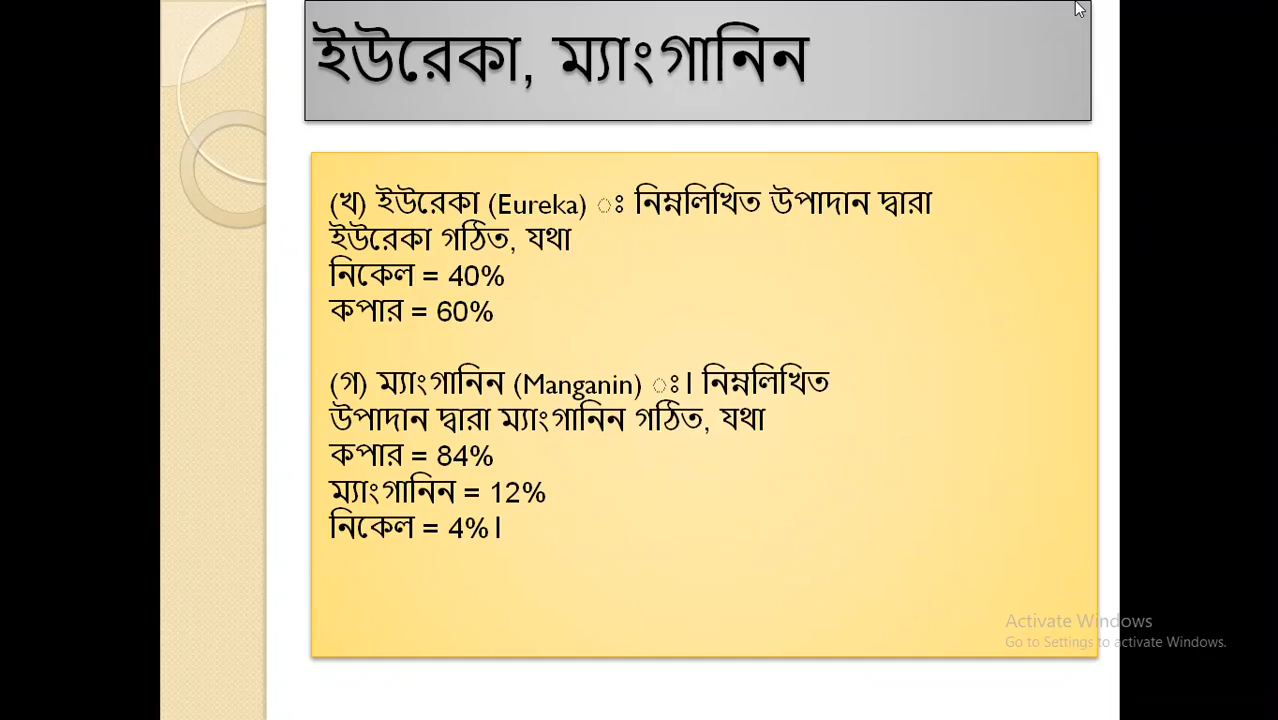 ইউরেকা, ম্যাংগানিন
(খ) ইউরেকা (Eureka) ঃ নিম্নলিখিত উপাদান দ্বারা
ইউরেকা গঠিত, যথা
নিকেল = 40%
কপার = 60%
(গ) ম্যাংগানিন (Manganin) ঃ। নিম্নলিখিত
উপাদান দ্বারা ম্যাংগানিন গঠিত, যথা
কপার = 84%
ম্যাংগানিন = 12%
নিকেল = 4%।
Activate Windows
Go to Settings to activate Windows.